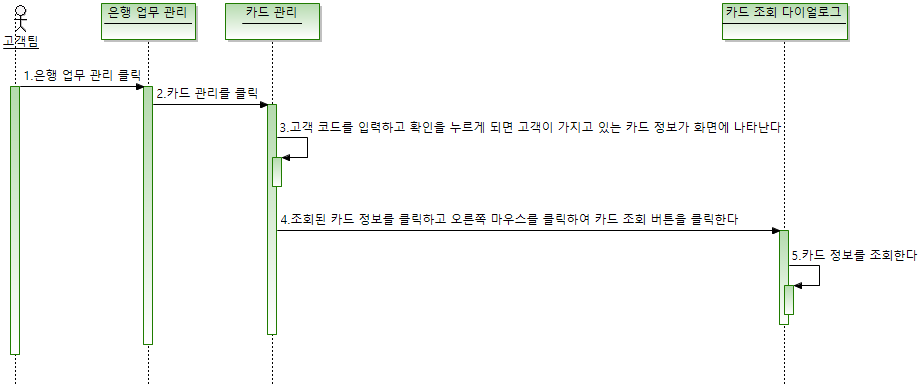 은행 업무 관리
카드 관리
카드 조회 다이얼로그
고객팀
1.은행 업무 관리 클릭
2.카드 관리를 클릭
3.고객 코드를 입력하고 확인을 누르게 되면 고객이 가지고 있는 카드 정보가 화면에 나타난다
4.조회된 카드 정보를 클릭하고 오른쪽 마우스를 클릭하여 카드 조회 버튼을 클릭한다
5.카드 정보를 조회한다